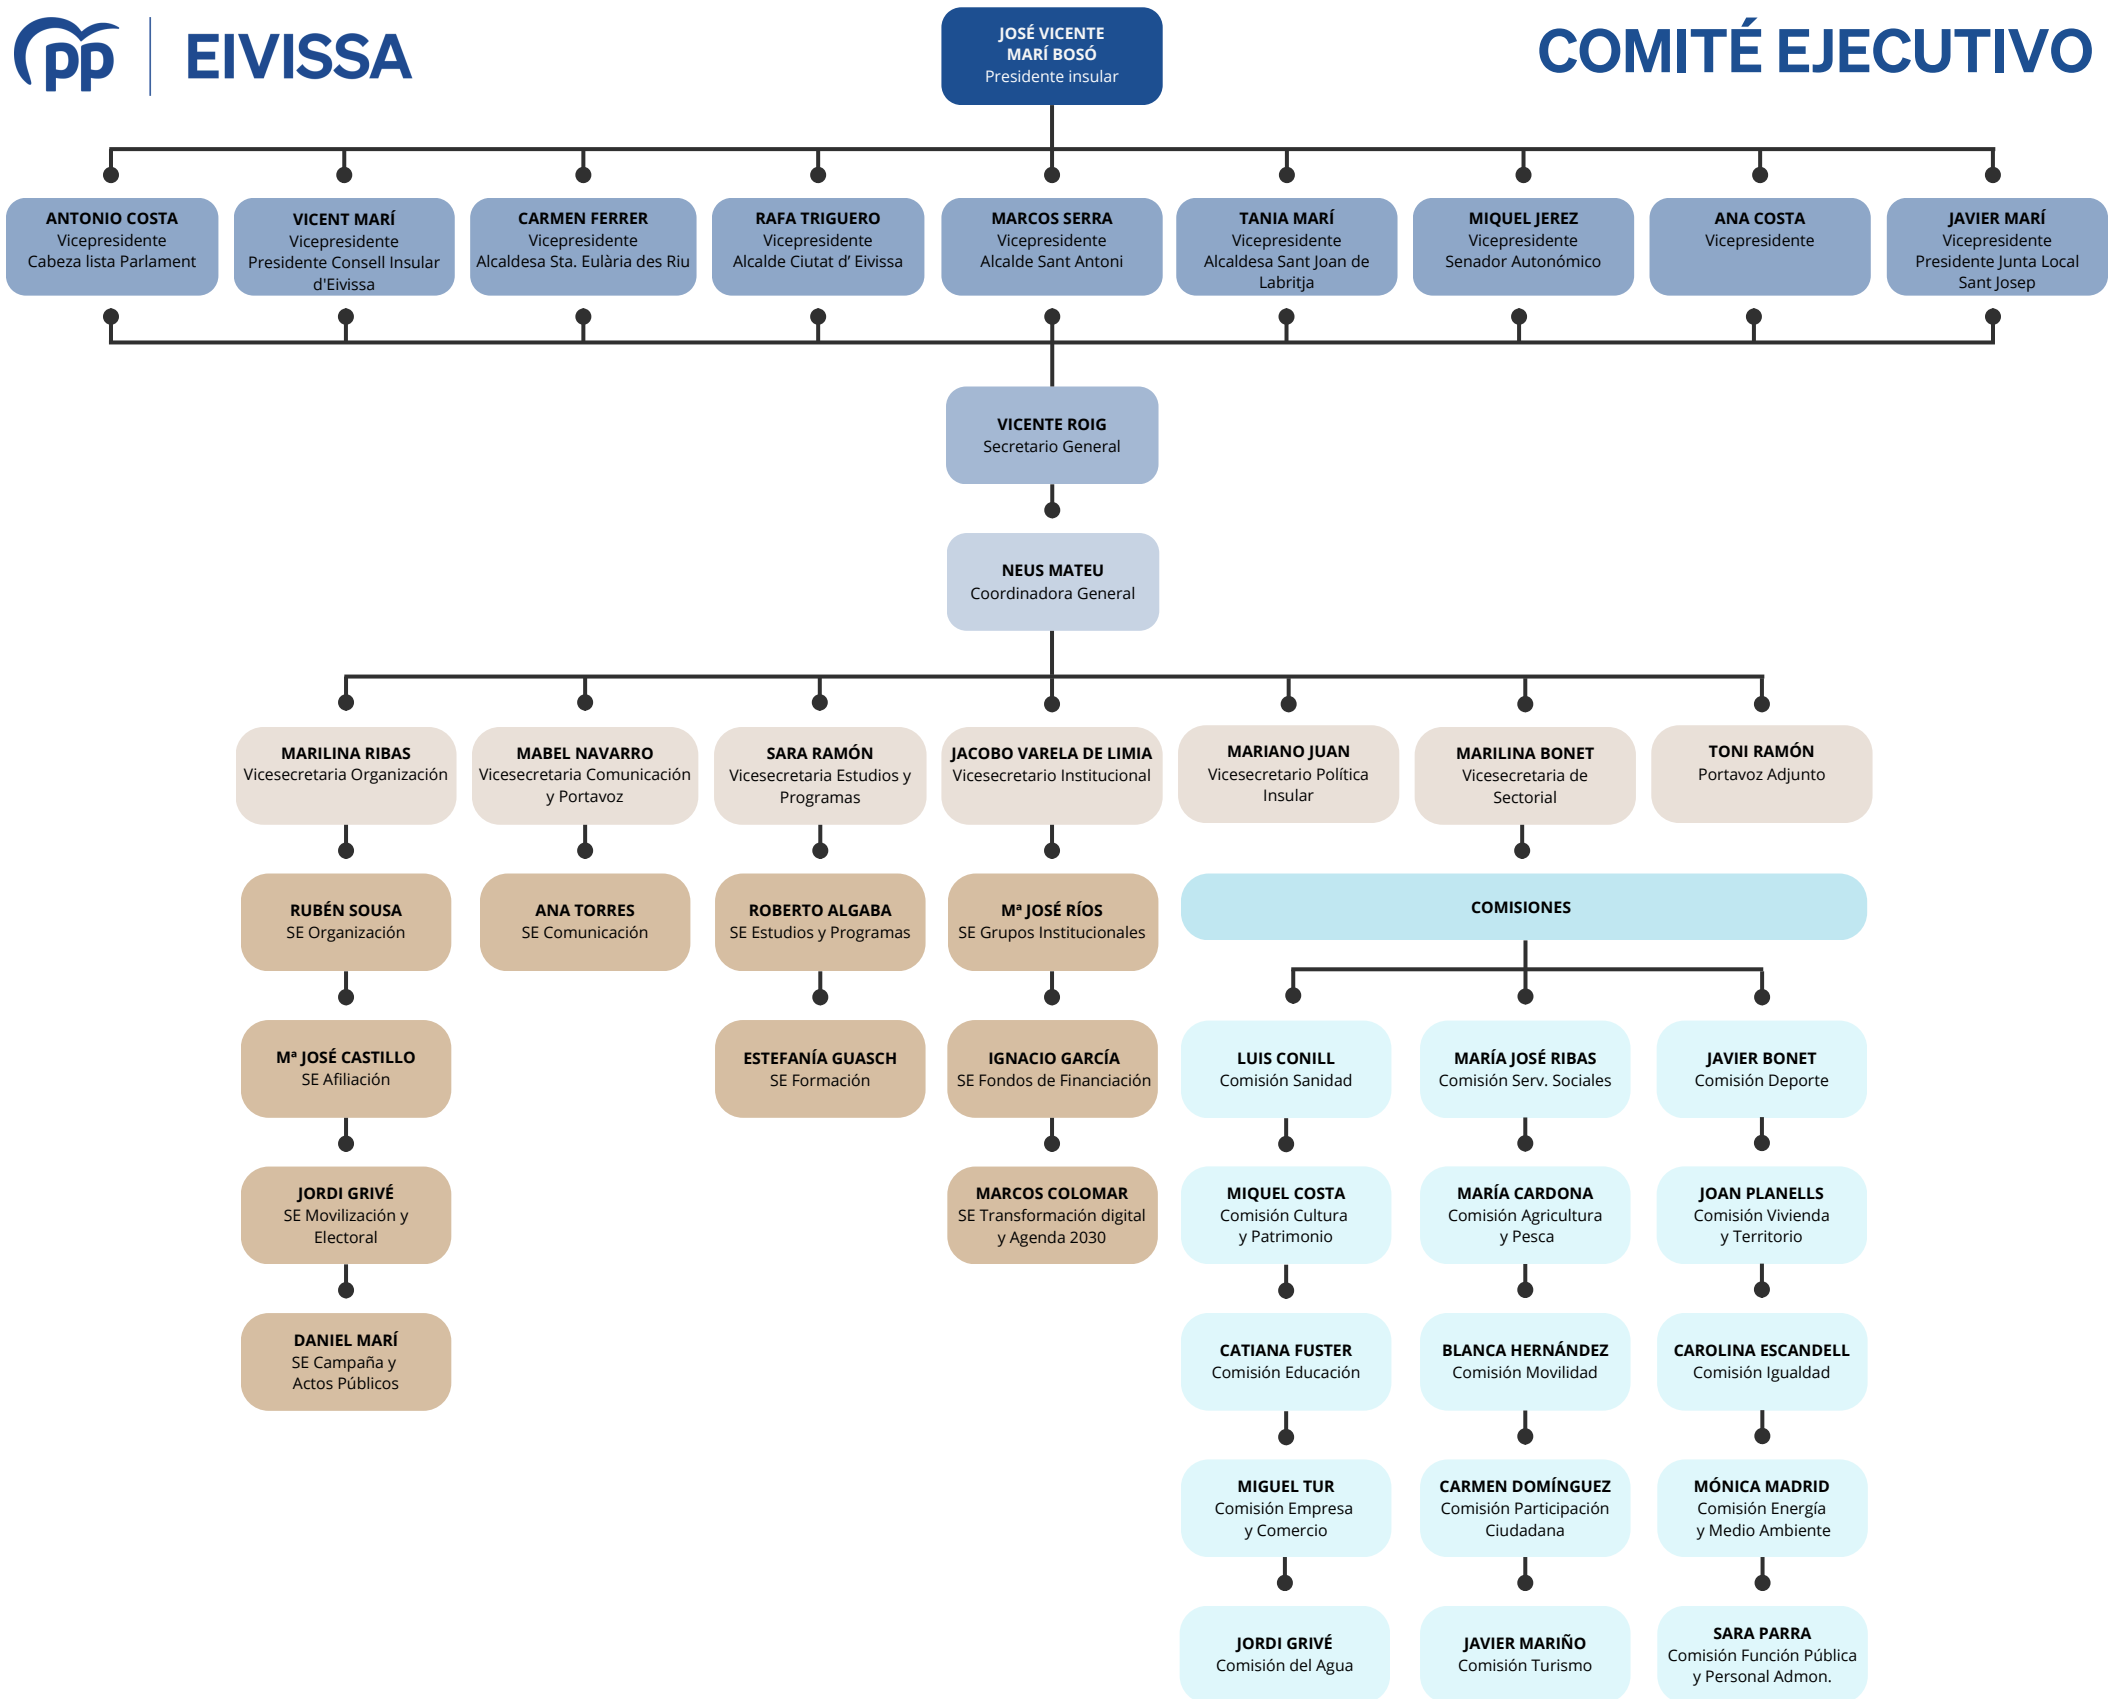 pp
EIVISSA
COMITÉ EJECUTIVO
JOSÉ VICENTE
MARÍ BOSÓ
Presidente insular
ANTONIO COSTA
Vicepresidente
Cabeza lista Parlament
VICENT MARÍ
Vicepresidente
Presidente Consell Insular
d'Eivissa
CARMEN FERRER
Vicepresidente
Alcaldesa Sta. Eulària des Riu
RAFA TRIGUERO
Vicepresidente
Alcalde Ciutat d’ Eivissa
MARCOS SERRA
Vicepresidente
Alcalde Sant Antoni
TANIA MARÍ
Vicepresidente
Alcaldesa Sant Joan de
Labritja
MIQUEL JEREZ
Vicepresidente
Senador Autonómico
ANA COSTA
Vicepresidente
JAVIER MARÍ
Vicepresidente
Presidente Junta Local
Sant Josep
VICENTE ROIG
Secretario General
NEUS MATEU
Coordinadora General
MARILINA RIBAS
Vicesecretaria Organización
MABEL NAVARRO
Vicesecretaria Comunicación
y Portavoz
SARA RAMÓN
Vicesecretaria Estudios y
Programas
JACOBO VARELA DE LIMIA
Vicesecretario Institucional
MARIANO JUAN
Vicesecretario Política
Insular
MARILINA BONET
Vicesecretaria de
Sectorial
TONI RAMÓN
Portavoz Adjunto
RUBÉN SOUSA
SE Organización
ANA TORRES
SE Comunicación
ROBERTO ALGABA
SE Estudios y Programas
Mª JOSÉ RÍOS
SE Grupos Institucionales
COMISIONES
Mª JOSÉ CASTILLO
SE Afiliación
ESTEFANÍA GUASCH
SE Formación
IGNACIO GARCÍA
SE Fondos de Financiación
LUIS CONILL
Comisión Sanidad
MARÍA JOSÉ RIBAS
Comisión Serv. Sociales
JAVIER BONET
Comisión Deporte
JORDI GRIVÉ
SE Movilización y
Electoral
MARCOS COLOMAR
SE Transformación digital
y Agenda 2030
MIQUEL COSTA
Comisión Cultura
y Patrimonio
MARÍA CARDONA
Comisión Agricultura
y Pesca
JOAN PLANELLS
Comisión Vivienda
y Territorio
DANIEL MARÍ
SE Campaña y
Actos Públicos
CATIANA FUSTER
Comisión Educación
BLANCA HERNÁNDEZ
Comisión Movilidad
CAROLINA ESCANDELL
Comisión Igualdad
MIGUEL TUR
Comisión Empresa
y Comercio
CARMEN DOMÍNGUEZ
Comisión Participación
Ciudadana
MÓNICA MADRID
Comisión Energía
y Medio Ambiente
JORDI GRIVÉ
Comisión del Agua
JAVIER MARIÑO
Comisión Turismo
SARA PARRA
Comisión Función Pública
y Personal Admon.